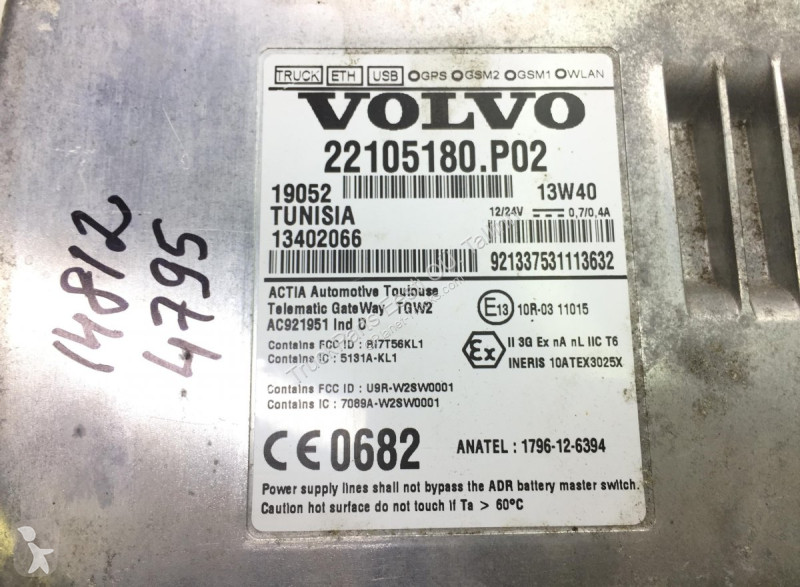 TRUCK ETH USB GPS GSM2 GSM1 WLAN
VOLVO
22105180.P02
19052 13W40
TUNISIA 12/24V 0,7/0,4A
13402066
921337531113632
ACTIA Automotive Toulouse
Telematic GateWay TGW2
AC921951 Ind D
E13 10R-03 11015
Contains FCC ID : RI7T56KL1
Contains IC : 5131A-KL1
Ex II 3G Ex nA nL IIC T6
INERIS 10ATEX3025X
Contains FCC ID : U9R-W2SW0001
Contains IC : 7089A-W2SW0001
CE0682 ANATEL : 1796-12-6394
Power supply lines shall not bypass the ADR battery master switch.
Caution hot surface do not touch if Ta > 60°C
14812
4795